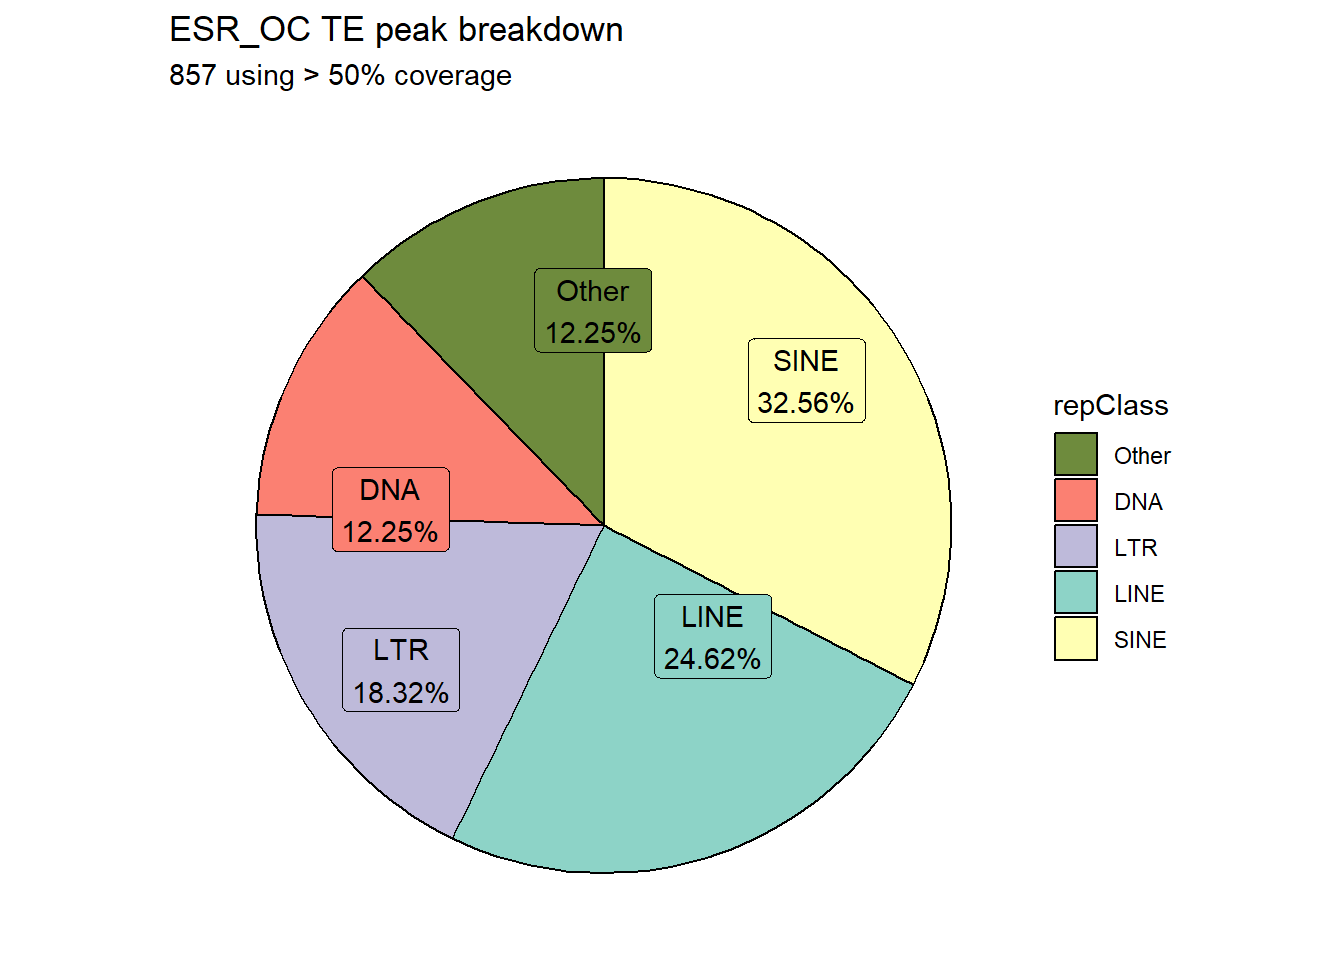 ESR_OC TE peak breakdown
857 using > 50% coverage
Other
12.25%
SINE
32.56%
DNA
12.25%
LINE
24.62%
LTR
18.32%
repClass
Other
DNA
LTR
LINE
SINE